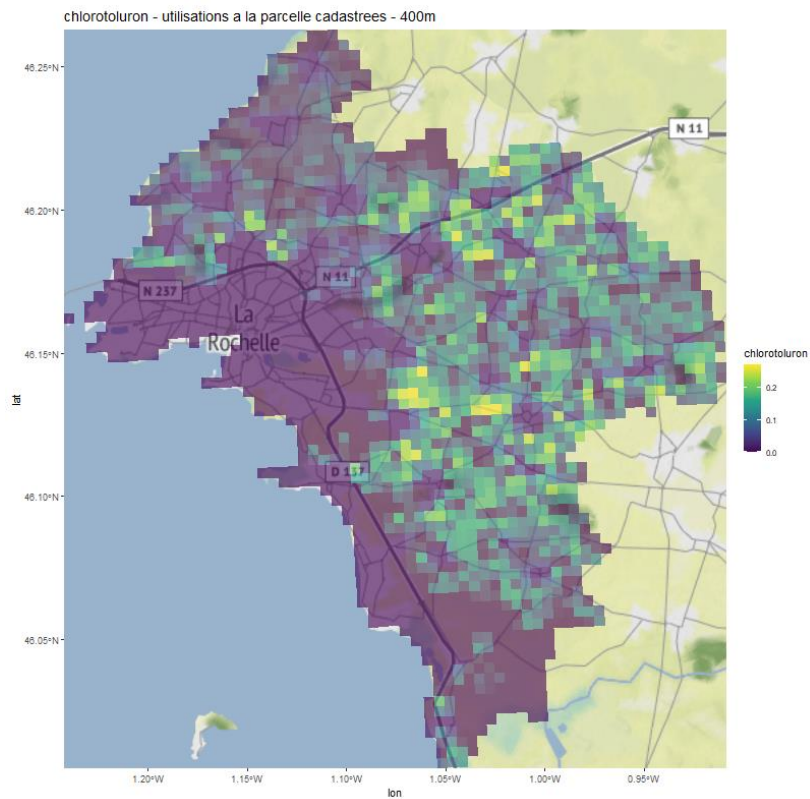 chlorotoluron - utilisations a la parcelle cadastrees - 400m
46.25°N
46.20°N
46.15°N
46.10°N
46.05°N
lat
N 11
N 11
N 237
La
Rochelle
D 137
chlorotoluron
0.2
0.1
0.0
1.20°W
1.15°W
1.10°W
1.05°W
1.00°W
0.95°W
lon